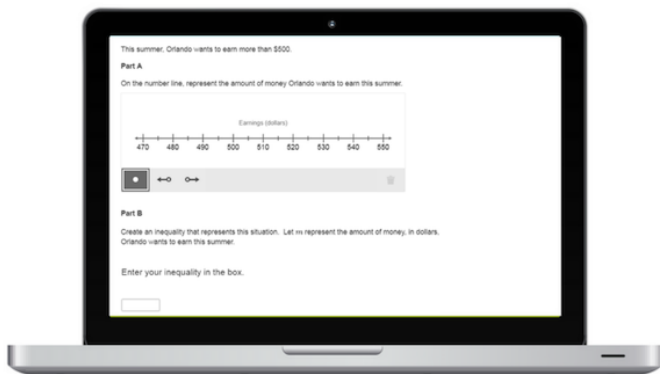 This summer, Orlando wants to earn more than $500.
Part A
On the number line, represent the amount of money Orlando wants to earn this summer.
Earnings (dollars)
470 480 490 500 510 520 530 540 550
Part B
Create an inequality that represents this situation. Let m represent the amount of money, in dollars,
Orlando wants to earn this summer.
Enter your inequality in the box.